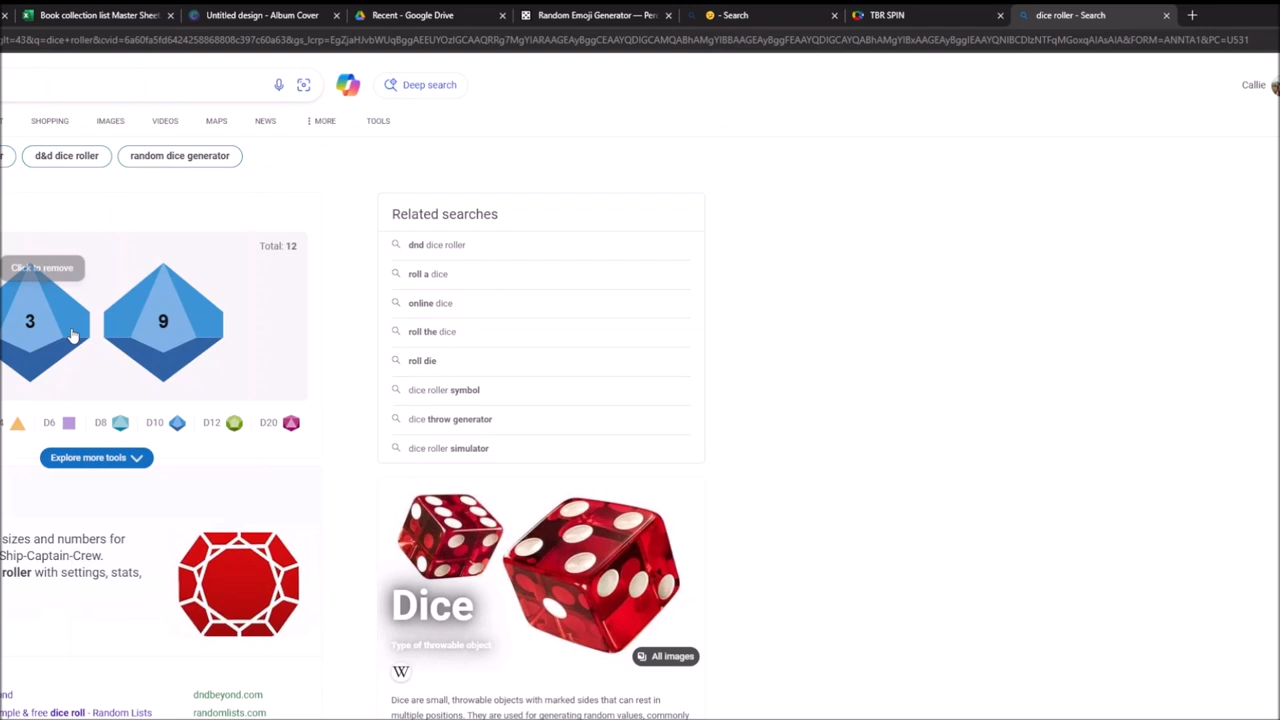 Book collection list Master Sheet
Untitled design - Album Cover
Recent - Google Drive
Random Emoji Generator — Per
- Search
TBR SPIN
dice roller - Search
Deep search
Callie
SHOPPING
IMAGES
VIDEOS
MAPS
NEWS
MORE
TOOLS
d&d dice roller
random dice generator
Related searches
dnd dice roller
roll a dice
online dice
roll the dice
roll die
dice roller symbol
dice throw generator
dice roller simulator
Total: 12
Click to remove
3
9
D6
D8
D10
D12
D20
Explore more tools
sizes and numbers for
Ship-Captain-Crew.
roller with settings, stats,
Dice
Type of throwable object
W
All images
Dice are small, throwable objects with marked sides that can rest in
multiple positions. They are used for generating random values, commonly
dndbeyond.com
mple & free dice roll - Random Lists
randomlists.com